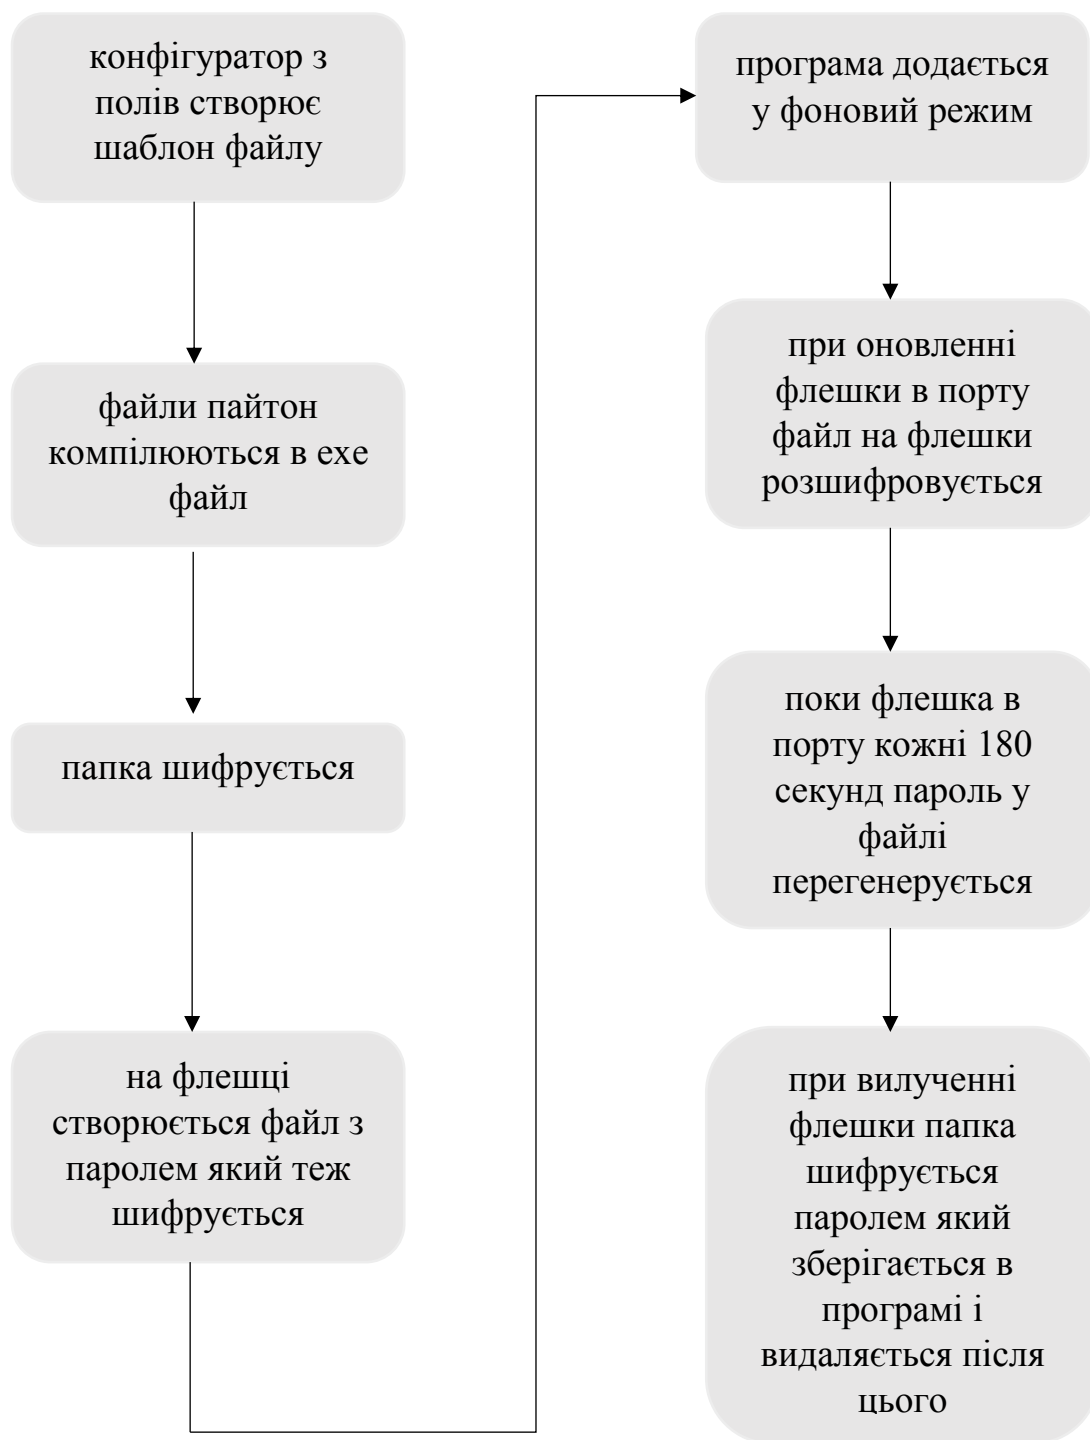 конфігуратор з
полів створює
шаблон файлу
файли пайтон
компілюються в exe
файл
папка шифрується
на флешці
створюється файл з
паролем який теж
шифрується
програма додається
у фоновий режим
при оновленні
флешки в порту
файл на флешки
розшифровується
поки флешка в
порту кожні 180
секунд пароль у
файлі
перегенерується
при вилученні
флешки папка
шифрується
паролем який
зберігається в
програмі і
видаляється після
цього